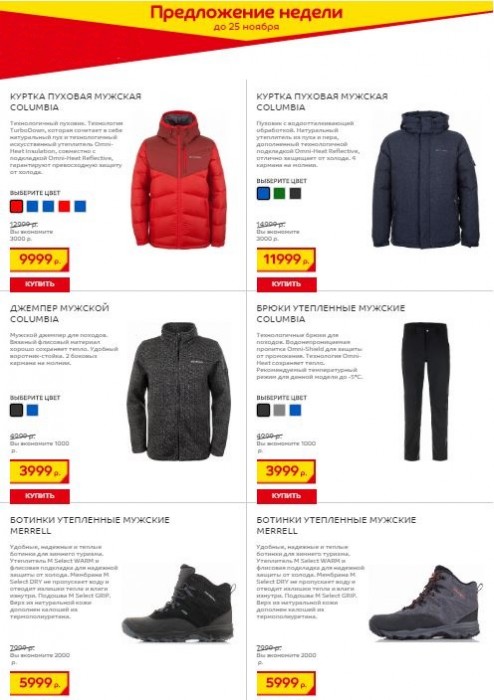 Предложение недели
до 25 ноября
КУРТКА ПУХОВАЯ МУЖСКАЯ
COLUMBIA
Технологичный пуховик. Технология
TurboDown, которая сочетает в себе
натуральный пух и технологичный
искусственный утеплитель Omni-
Heat Insulation, совместно с
подкладкой Omni-Heat Reflective,
гарантируют превосходную защиту
от холода.
ВЫБЕРИТЕ ЦВЕТ
12999 р.
Вы экономите
3000 р.
9999 р.
КУПИТЬ
КУРТКА ПУХОВАЯ МУЖСКАЯ
COLUMBIA
Пуховик с водоотталкивающей
обработкой. Натуральный
утеплитель из пуха и пера,
дополненный технологичной
подкладкой Omni-Heat Reflective,
отлично защищает от холода. 4
кармана на молнии.
ВЫБЕРИТЕ ЦВЕТ
14999 р.
Вы экономите
3000 р.
11999 р.
КУПИТЬ
ДЖЕМПЕР МУЖСКОЙ
COLUMBIA
Мужской джемпер для походов.
Вязаный флисовый материал
хорошо сохраняет тепло. Удобный
воротник-стойка. 2 боковых
кармана на молнии.
ВЫБЕРИТЕ ЦВЕТ
4999 р.
Вы экономите 1000
р.
3999 р.
КУПИТЬ
БРЮКИ УТЕПЛЕННЫЕ МУЖСКИЕ
COLUMBIA
Технологичные брюки для
походов. Водонепроницаемая
пропитка Omni-Shield для защиты
от промокания. Технология Omni-
Heat сохраняет тепло.
Рекомендуемый температурный
режим для данной модели до -5°C.
ВЫБЕРИТЕ ЦВЕТ
4999 р.
Вы экономите 1000
р.
3999 р.
КУПИТЬ
БОТИНКИ УТЕПЛЕННЫЕ МУЖСКИЕ
MERRELL
Удобные, надежные и теплые
ботинки для зимнего туризма.
Утеплитель M Select WARM и
флисовая подкладка для надежной
защиты от холода. Мембрана M
Select DRY не пропускает воду и
отводит излишки тепла и влаги
изнутри. Подошва M Select GRIP.
Верх из натуральной кожи
дополнен калошей из
термополиуретана.
7999 р.
Вы экономите 2000
р.
5999 р.
БОТИНКИ УТЕПЛЕННЫЕ МУЖСКИЕ
MERRELL
Удобные, надежные и теплые
ботинки для зимнего туризма.
Утеплитель M Select WARM и
флисовая подкладка для надежной
защиты от холода. Мембрана M
Select DRY не пропускает воду и
отводит излишки тепла и влаги
изнутри. Подошва M Select GRIP.
Верх из натуральной кожи
дополнен калошей из
термополиуретана.
7999 р.
Вы экономите 2000
р.
5999 р.